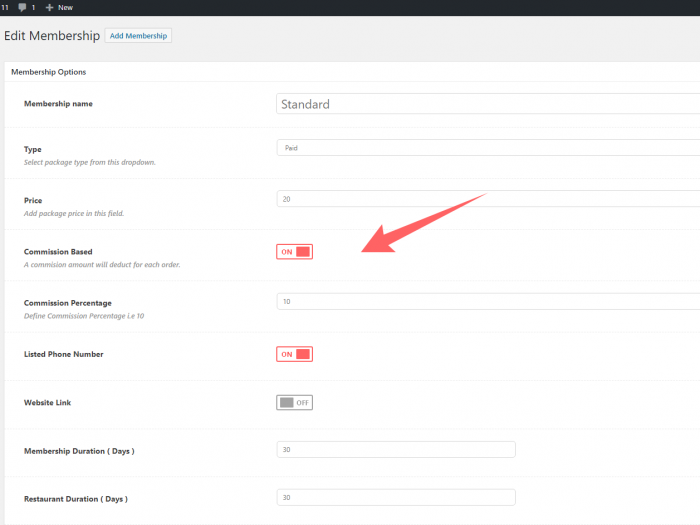 11 1 New
Edit Membership Add Membership
Membership Options
Membership name
Standard
Type
Select package type from this dropdown.
Paid
Price
Add package price in this field.
20
Commission Based
A commision amount will deduct for each order.
ON
Commission Percentage
Define Commission Percentage i.e 10
10
Listed Phone Number
ON
Website Link
OFF
Membership Duration ( Days )
30
Restaurant Duration ( Days )
30